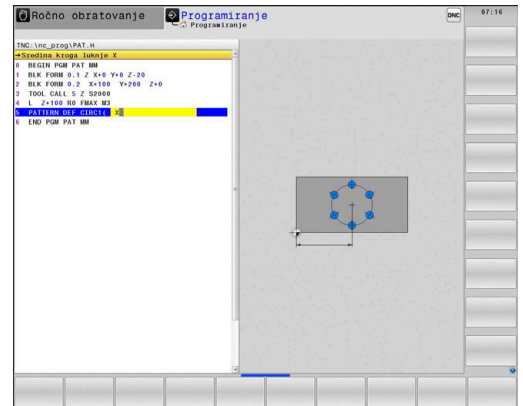 Ročno obratovanje
Programiranje
Programiranje
DNC
07:16
TNC:\nc_prog\PAT.H
→Sredina kroga luknje X
0 BEGIN PGM PAT MM
1 BLK FORM 0.1 Z X+0 Y+0 Z-20
2 BLK FORM 0.2 X+100 Y+200 Z+0
3 TOOL CALL 5 Z S2000
4 L Z+100 R0 FMAX M3
5 PATTERN DEF CIRC1( X
6 END PGM PAT MM